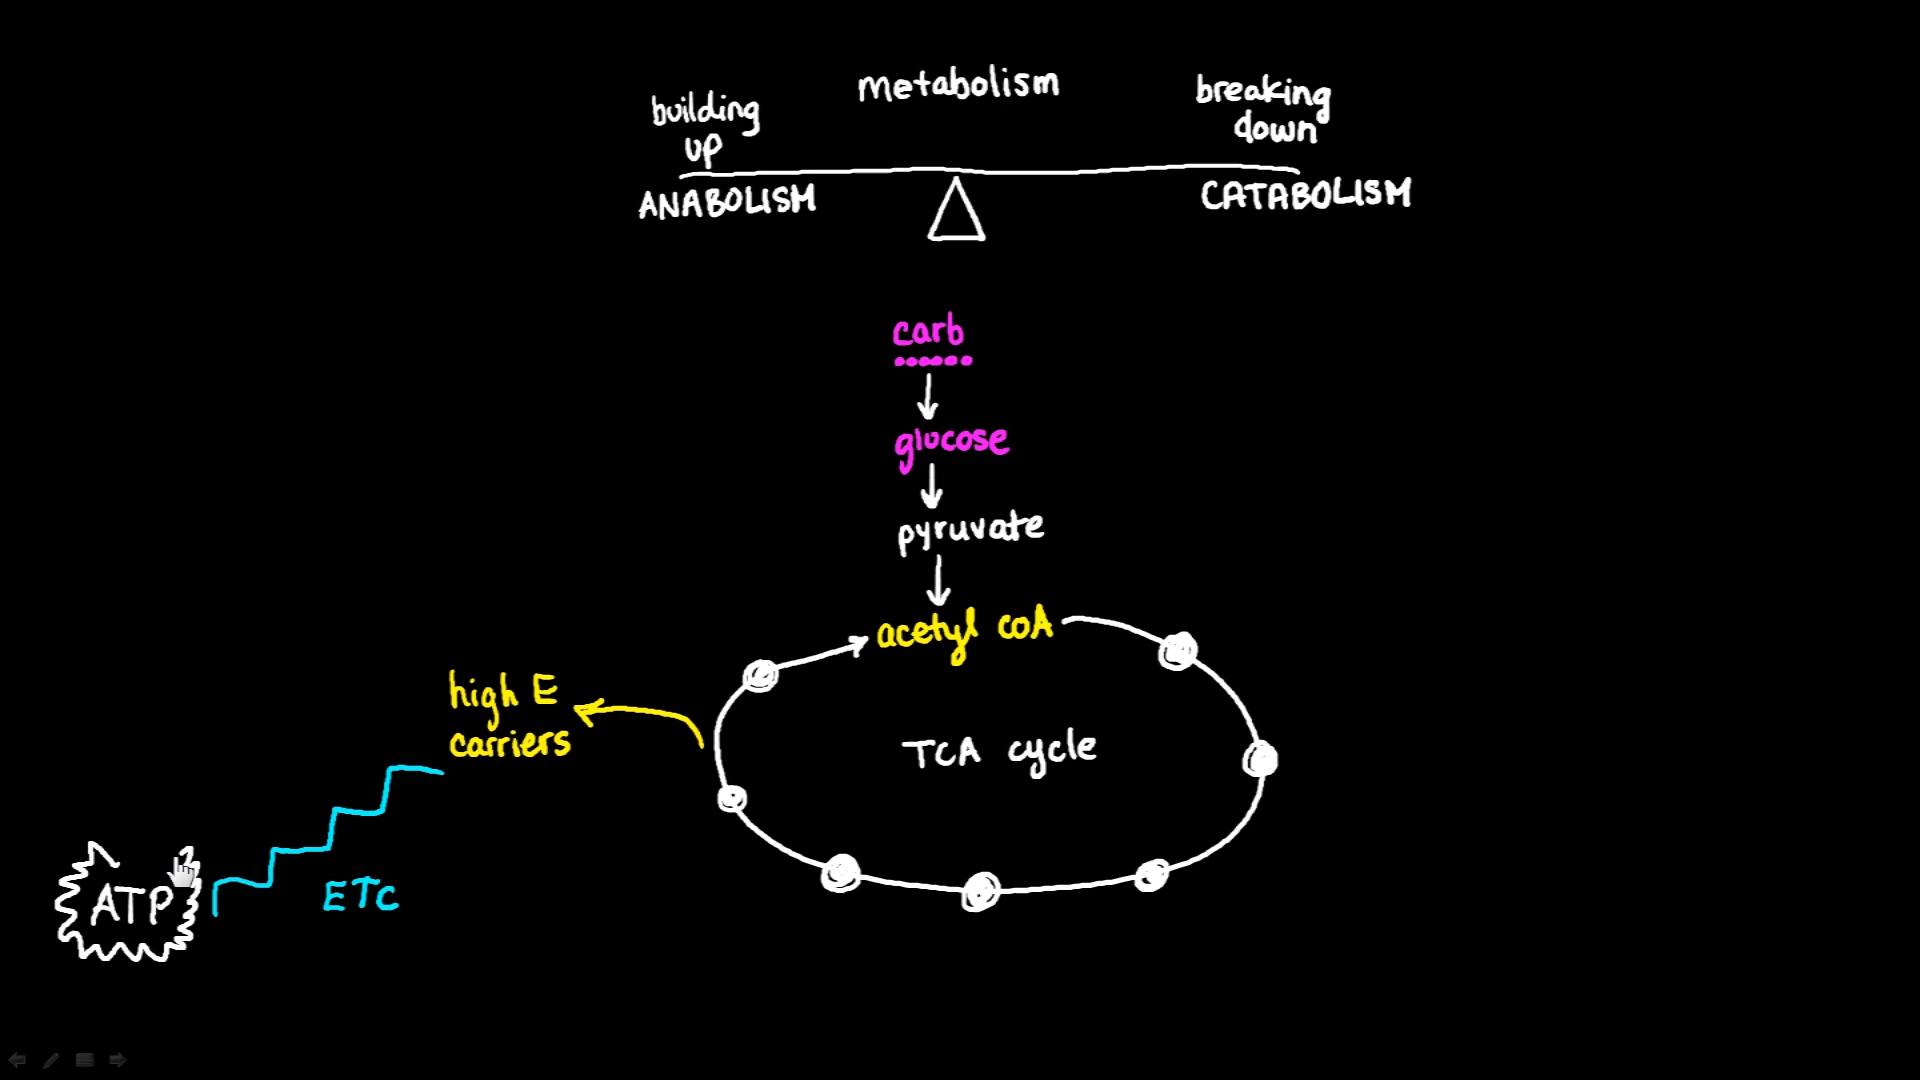 metabolism
building
up
breaking
down
ANABOLISM
CATABOLISM
carb
glucose
pyruvate
acetyl coA
TCA cycle
high E
carriers
ETC
ATP